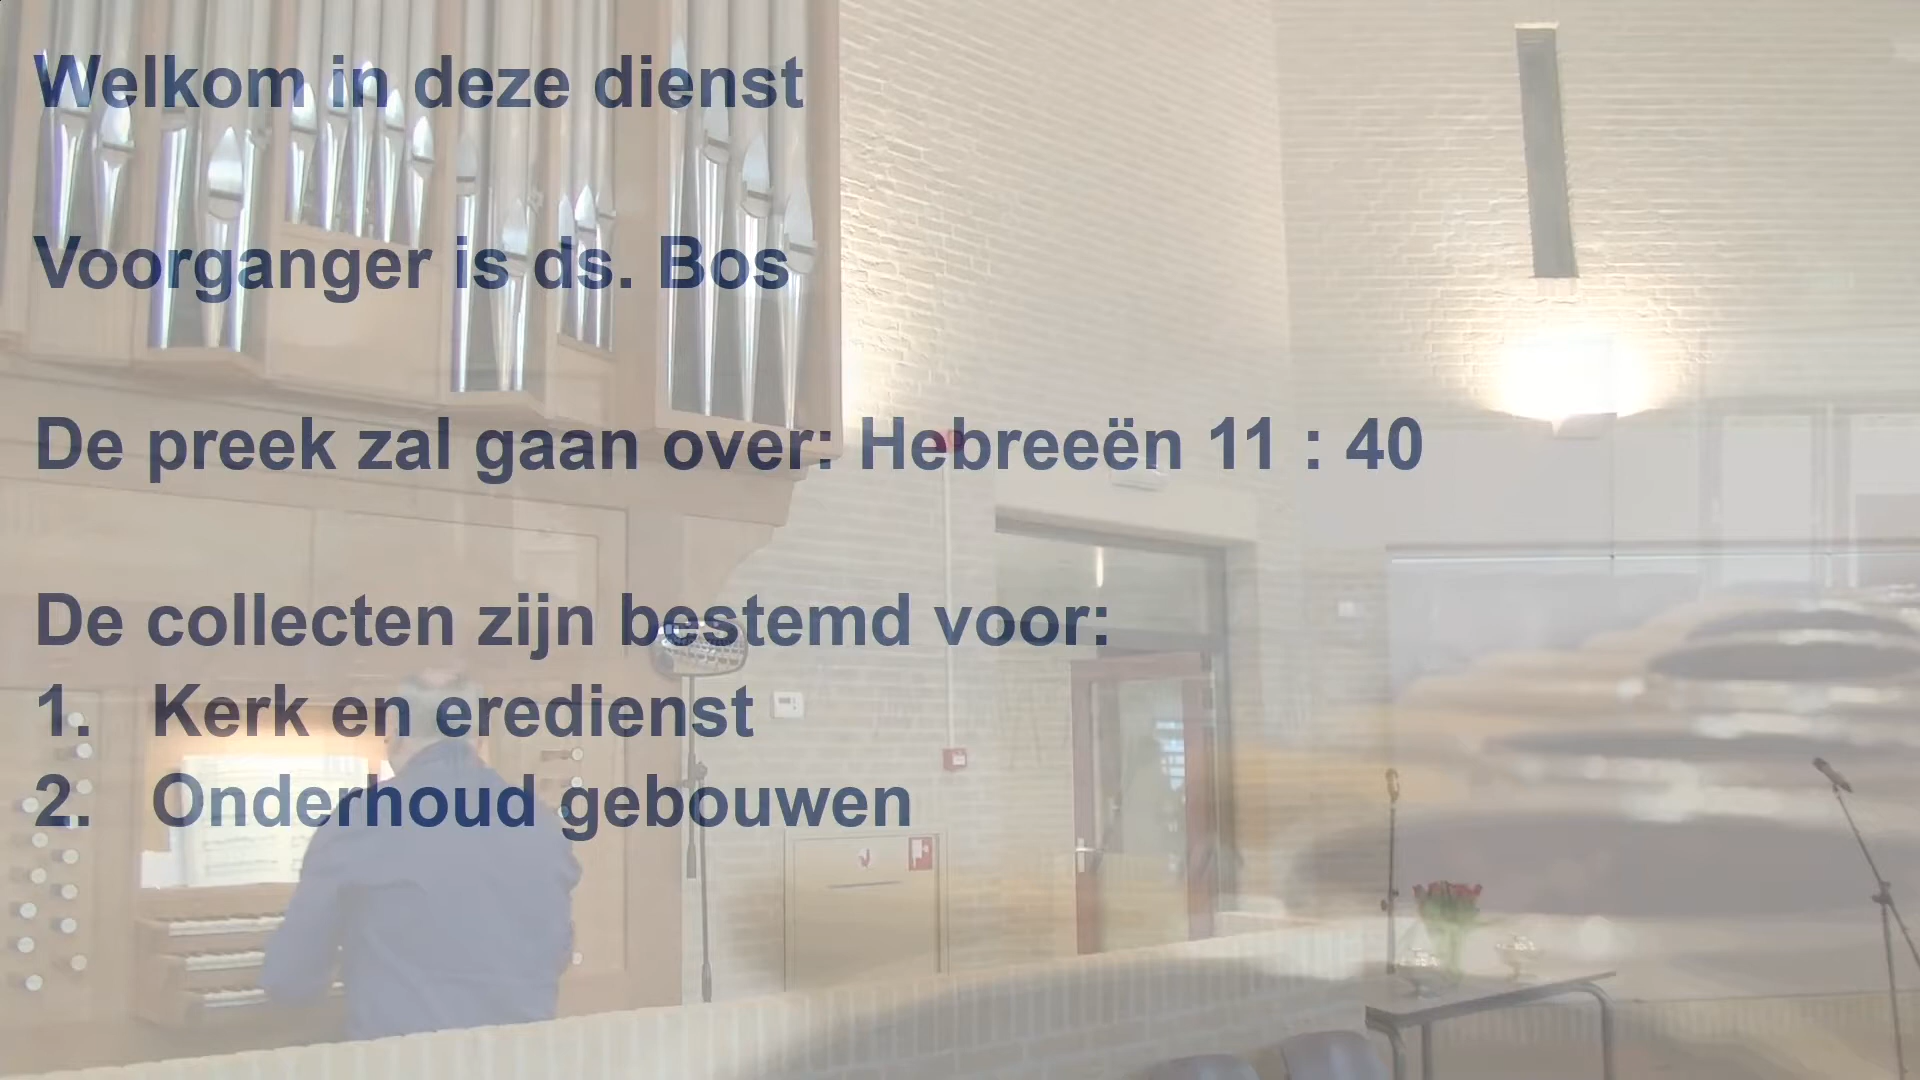 Welkom in deze dienst
Voorganger is ds. Bos
De preek zal gaan over: Hebreeën 11 : 40
De collecten zijn bestemd voor:
1. Kerk en eredienst
2. Onderhoud gebouwen